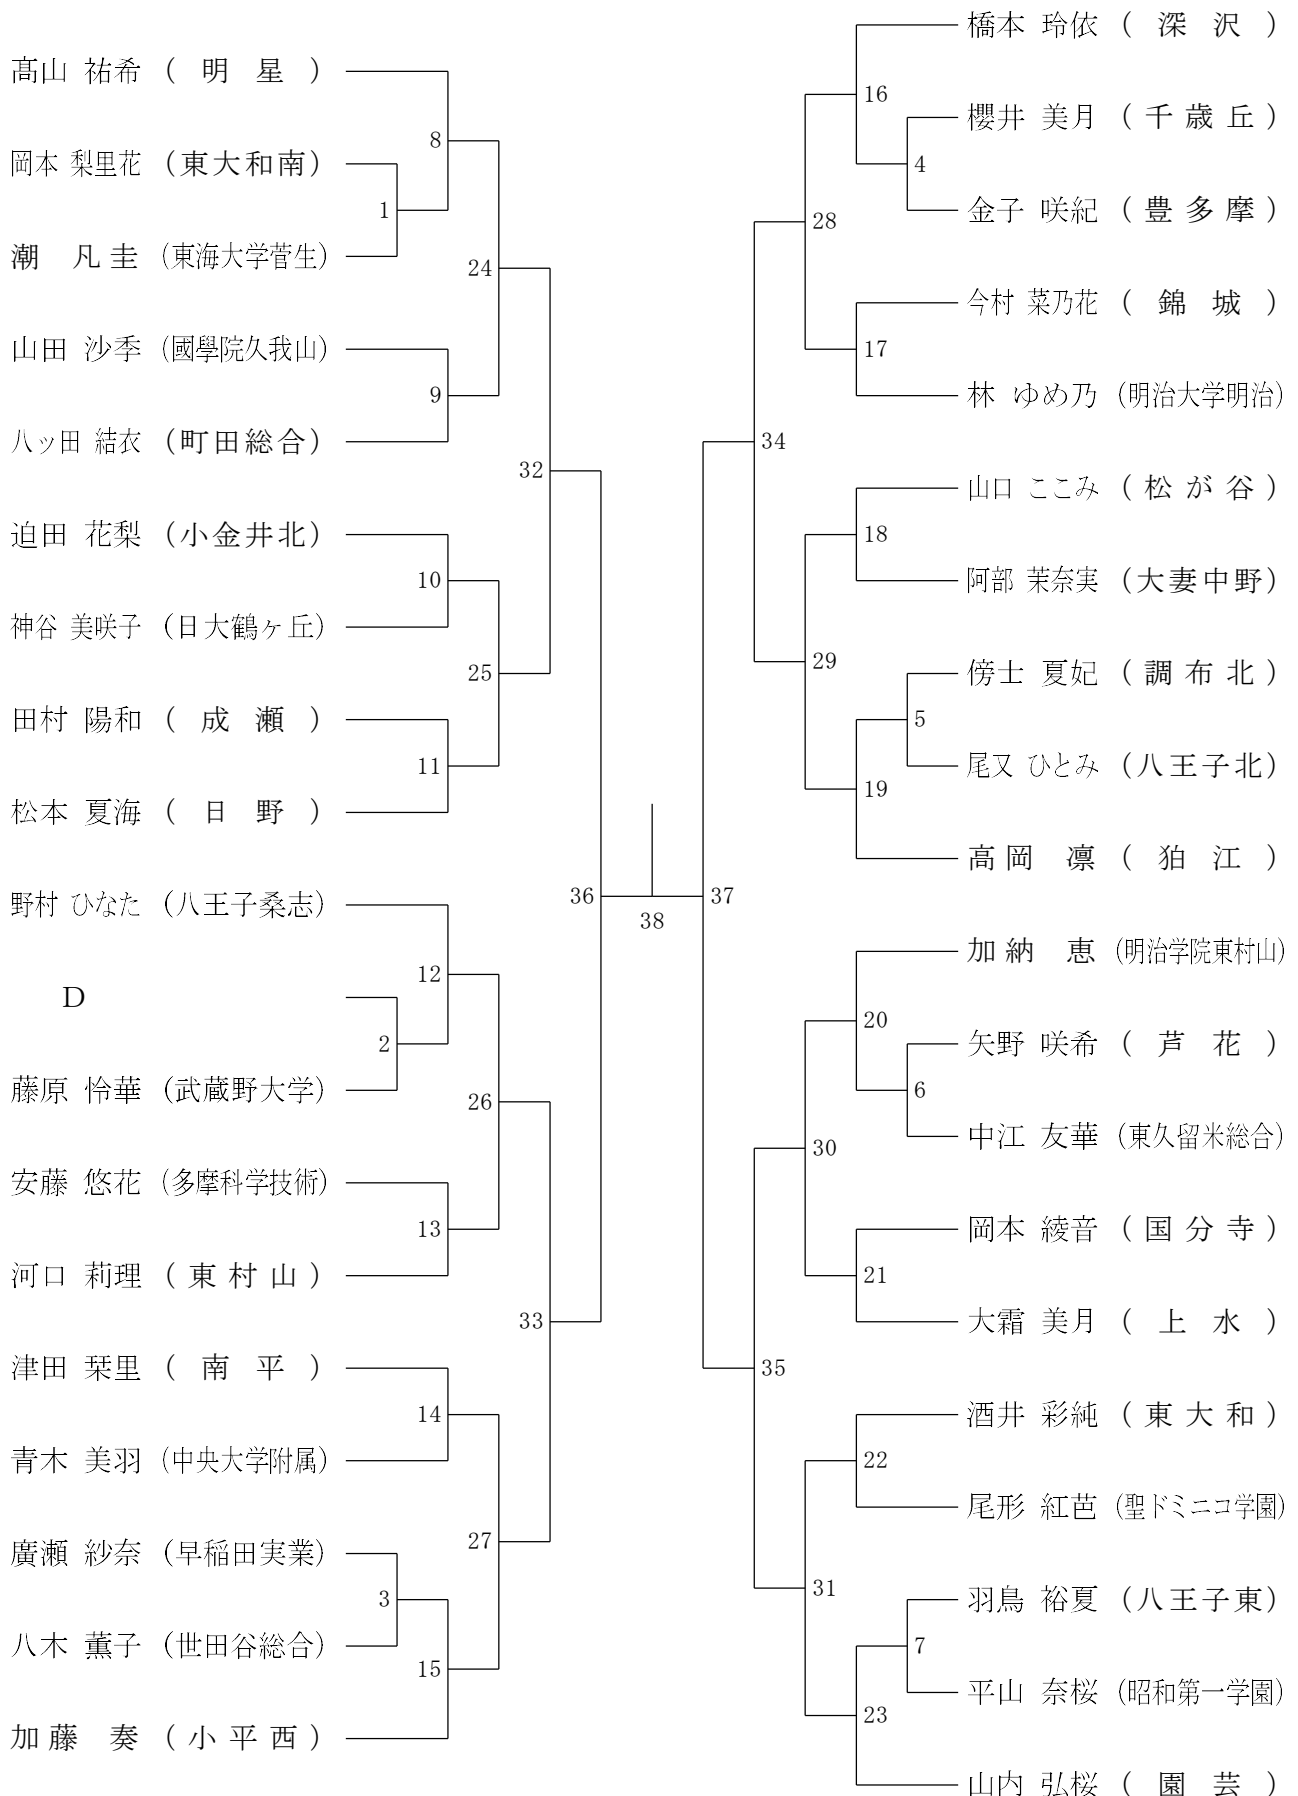 髙山 祐希 （ 明 星 ）
岡本 梨里花 （東大和南）
潮 凡圭 （東海大学菅生）
山田 沙季 （國學院久我山）
八ッ田 結衣 （町田総合）
迫田 花梨 （小金井北）
神谷 美咲子 （日大鶴ヶ丘）
田村 陽和 （ 成 瀬 ）
松本 夏海 （ 日 野 ）
野村 ひなた （八王子桑志）
D
藤原 怜華 （武蔵野大学）
安藤 悠花 （多摩科学技術）
河口 莉理 （ 東 村 山 ）
津田 栞里 （ 南 平 ）
青木 美羽 （中央大学附属）
廣瀬 紗奈 （早稲田実業）
八木 薫子 （世田谷総合）
加藤 奏 （ 小 平 西 ）
1
2
3
8
9
10
11
12
13
14
15
24
25
26
27
32
33
36
38
37
34
35
28
29
30
31
16
17
18
19
20
21
22
23
4
5
6
7
橋本 玲依 （ 深 沢 ）
櫻井 美月 （ 千 歳 丘 ）
金子 咲紀 （ 豊 多 摩 ）
今村 菜乃花 （ 錦 城 ）
林 ゆめ乃 （明治大学明治）
山口 ここみ （ 松 が 谷 ）
阿部 茉奈実 （大妻中野）
傍士 夏妃 （ 調 布 北 ）
尾又 ひとみ （八王子北）
高岡 凛 （ 狛 江 ）
加納 恵 （明治学院東村山）
矢野 咲希 （ 芦 花 ）
中江 友華 （東久留米総合）
岡本 綾音 （ 国 分 寺 ）
大霜 美月 （ 上 水 ）
酒井 彩純 （ 東 大 和 ）
尾形 紅芭 （聖ドミニコ学園）
羽鳥 裕夏 （八王子東）
平山 奈桜 （昭和第一学園）
山内 弘桜 （ 園 芸 ）